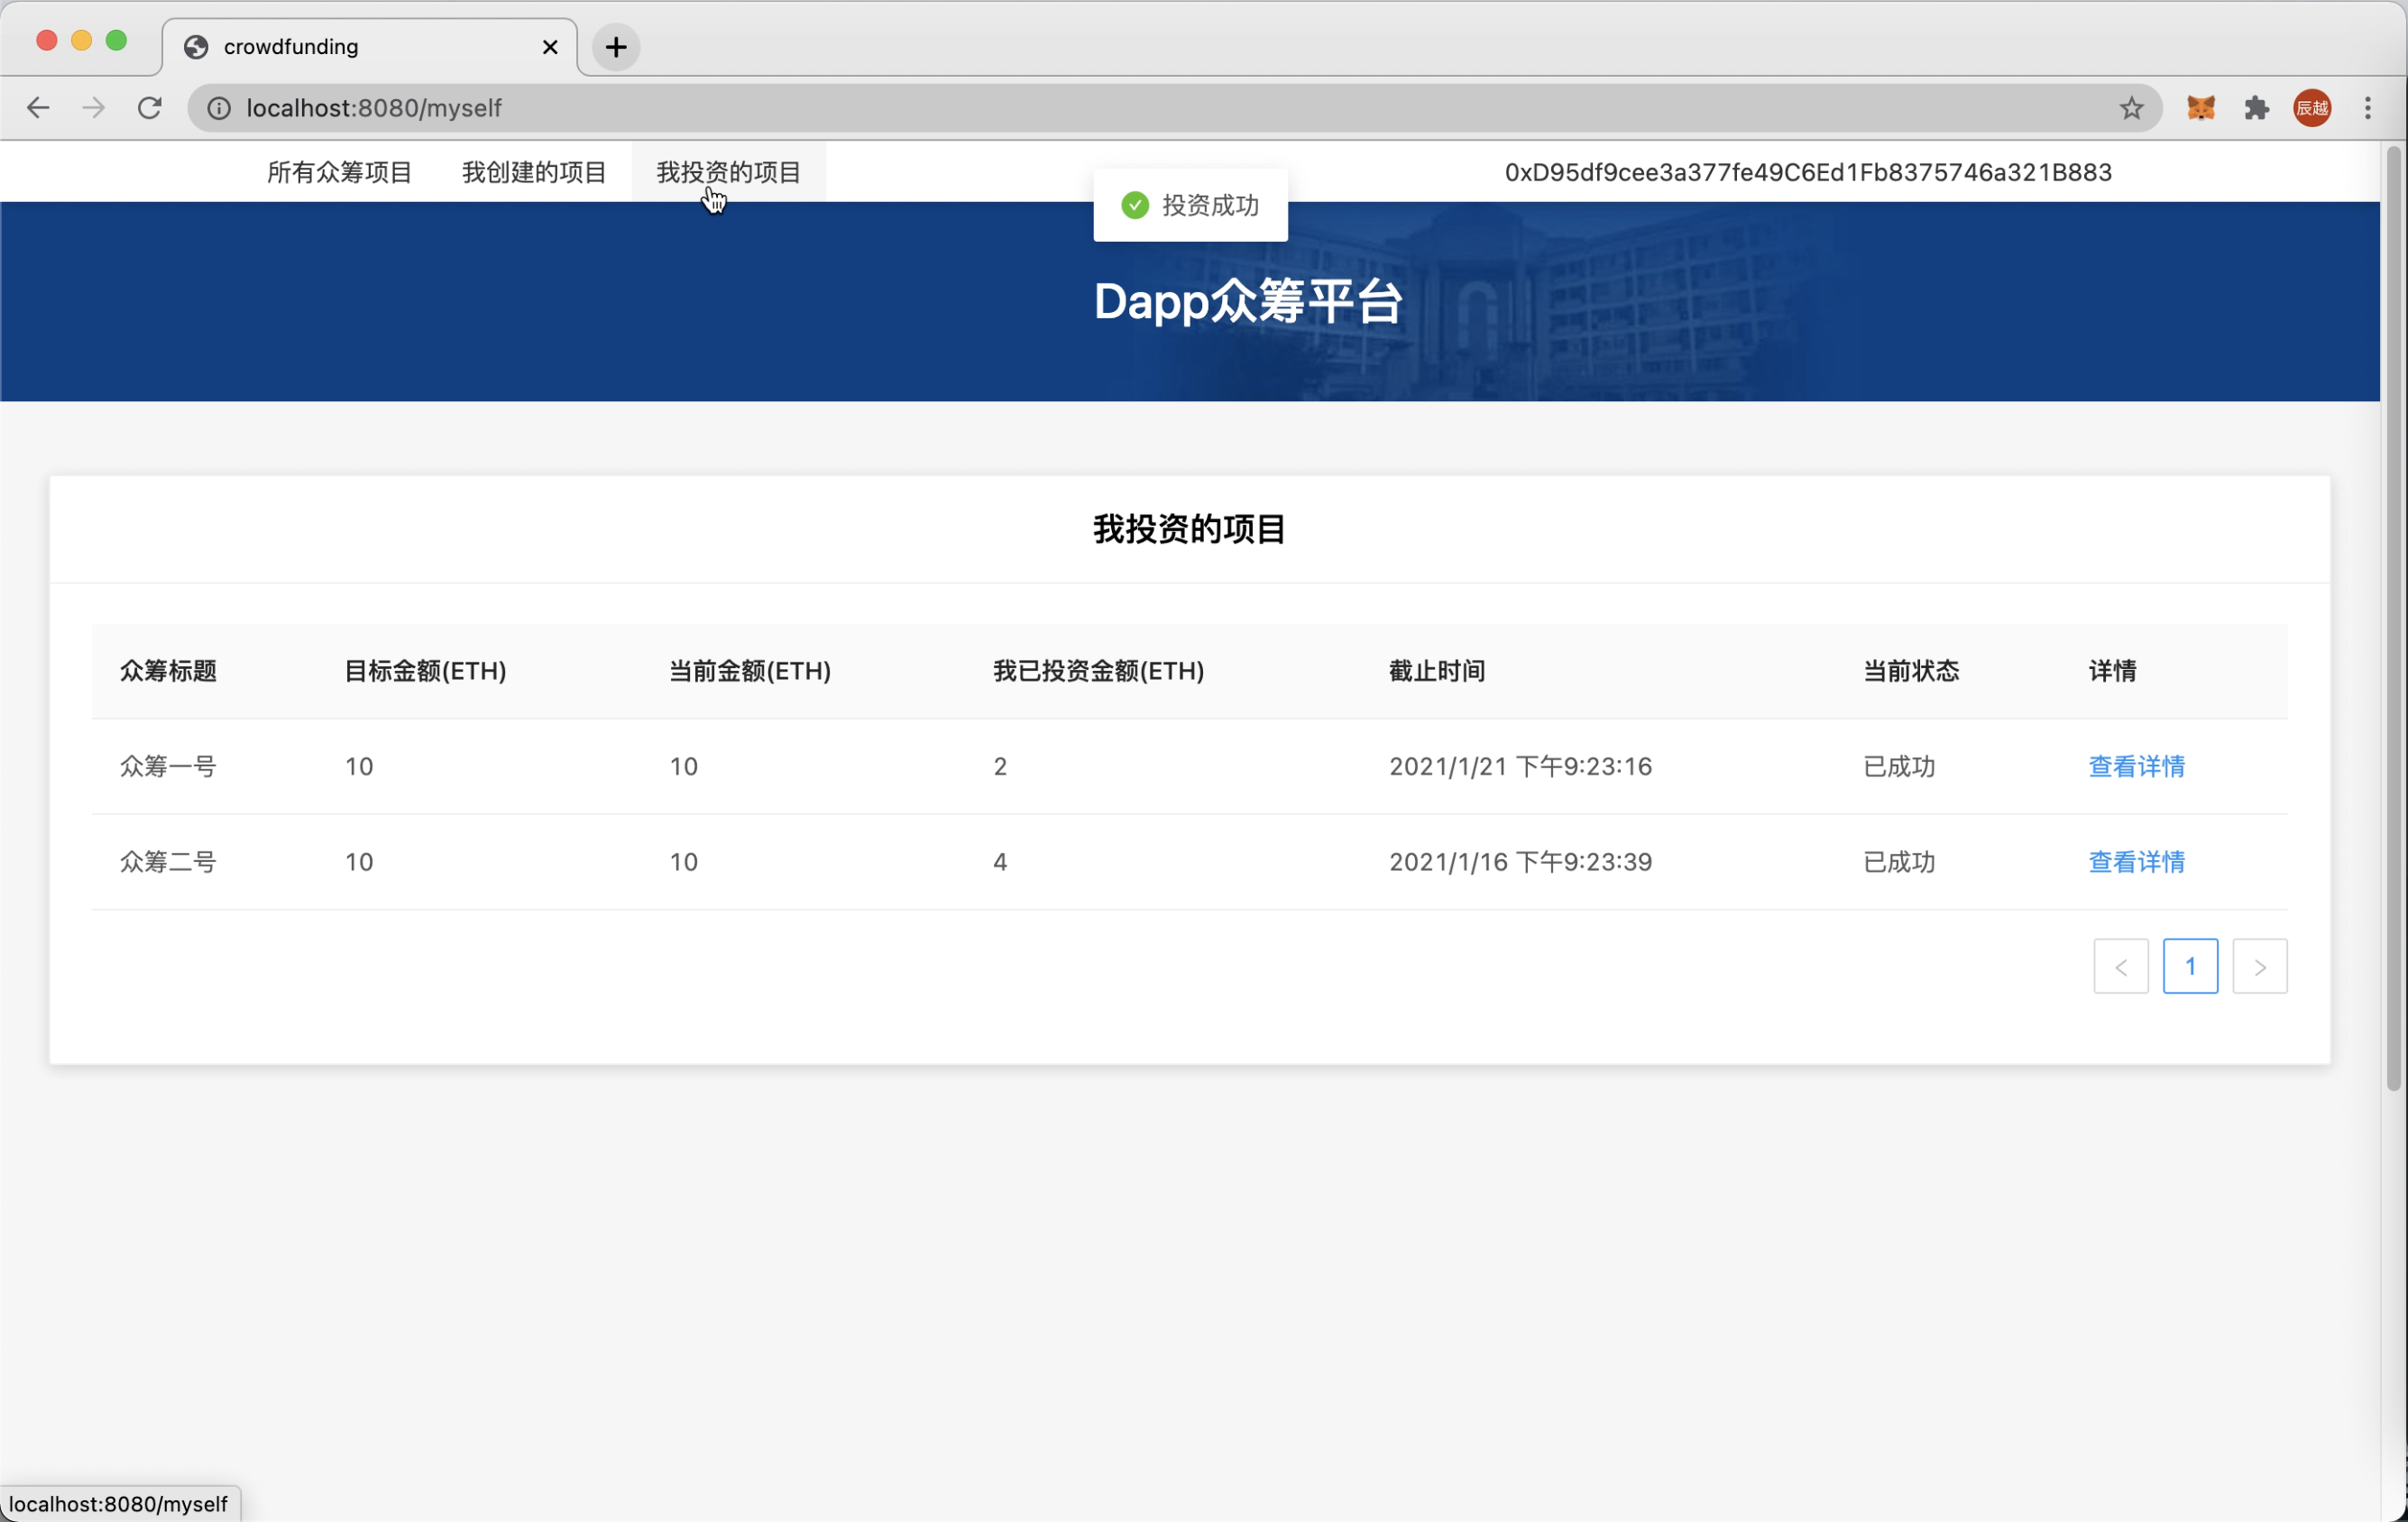 crowdfunding
localhost:8080/myself
辰越
所有众筹项目 我创建的项目 我投资的项目 0xD95df9cee3a377fe49C6Ed1Fb8375746a321B883
投资成功
Dapp众筹平台
我投资的项目
众筹标题 目标金额(ETH) 当前金额(ETH) 我已投资金额(ETH) 截止时间 当前状态 详情
众筹一号 10 10 2 2021/1/21 下午9:23:16 已成功 查看详情
众筹二号 10 10 4 2021/1/16 下午9:23:39 已成功 查看详情
< 1 >
localhost:8080/myself